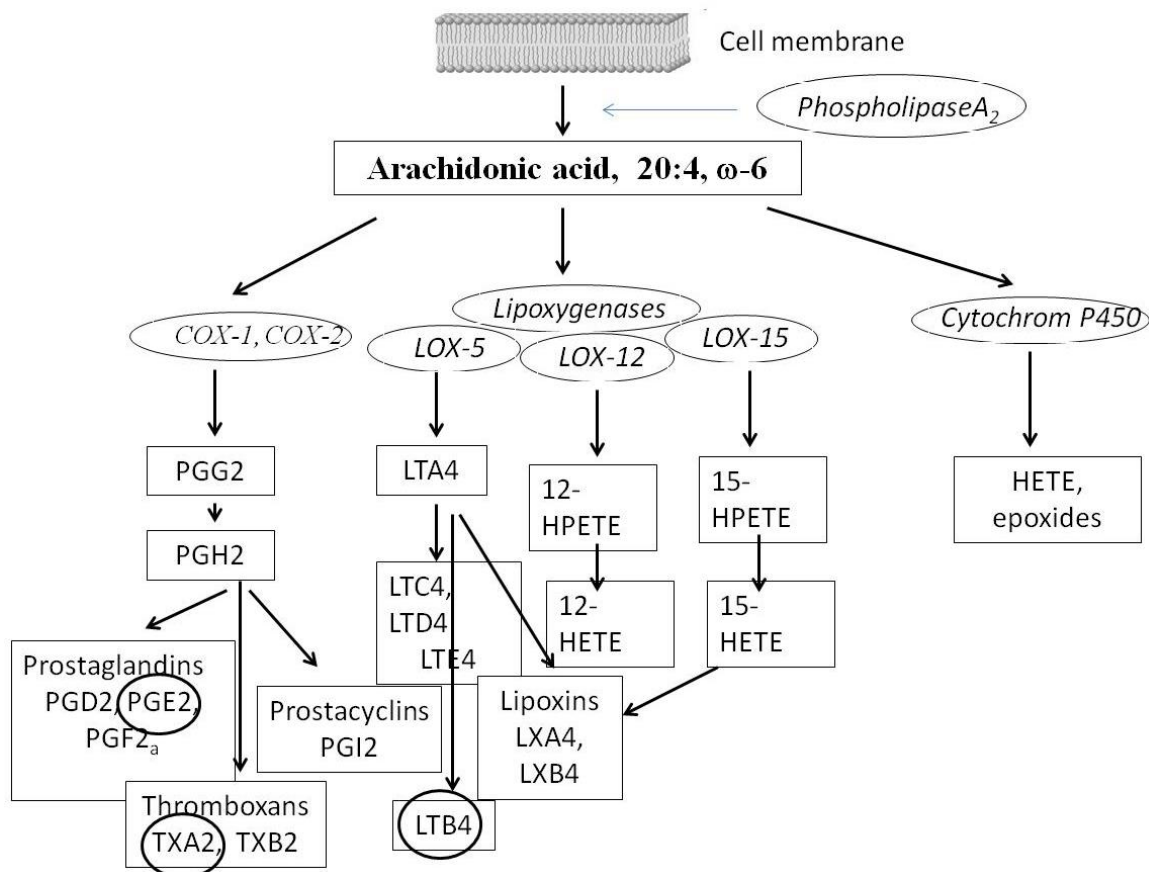 Cell membrane
PhospholipaseA₂
Arachidonic acid, 20:4, ω-6
Lipoxygenases
COX-1, COX-2
LOX-5
LOX-12
LOX-15
Cytochrom P450
PGG2
LTA4
12-
HPETE
15-
HPETE
HETE,
epoxides
PGH2
LTC4,
LTD4
LTE4
12-
HETE
15-
HETE
Prostaglandins
PGD2, PGE2,
PGF2ₐ
Prostacyclins
PGI2
Lipoxins
LXA4,
LXB4
Thromboxans
TXA2, TXB2
LTB4